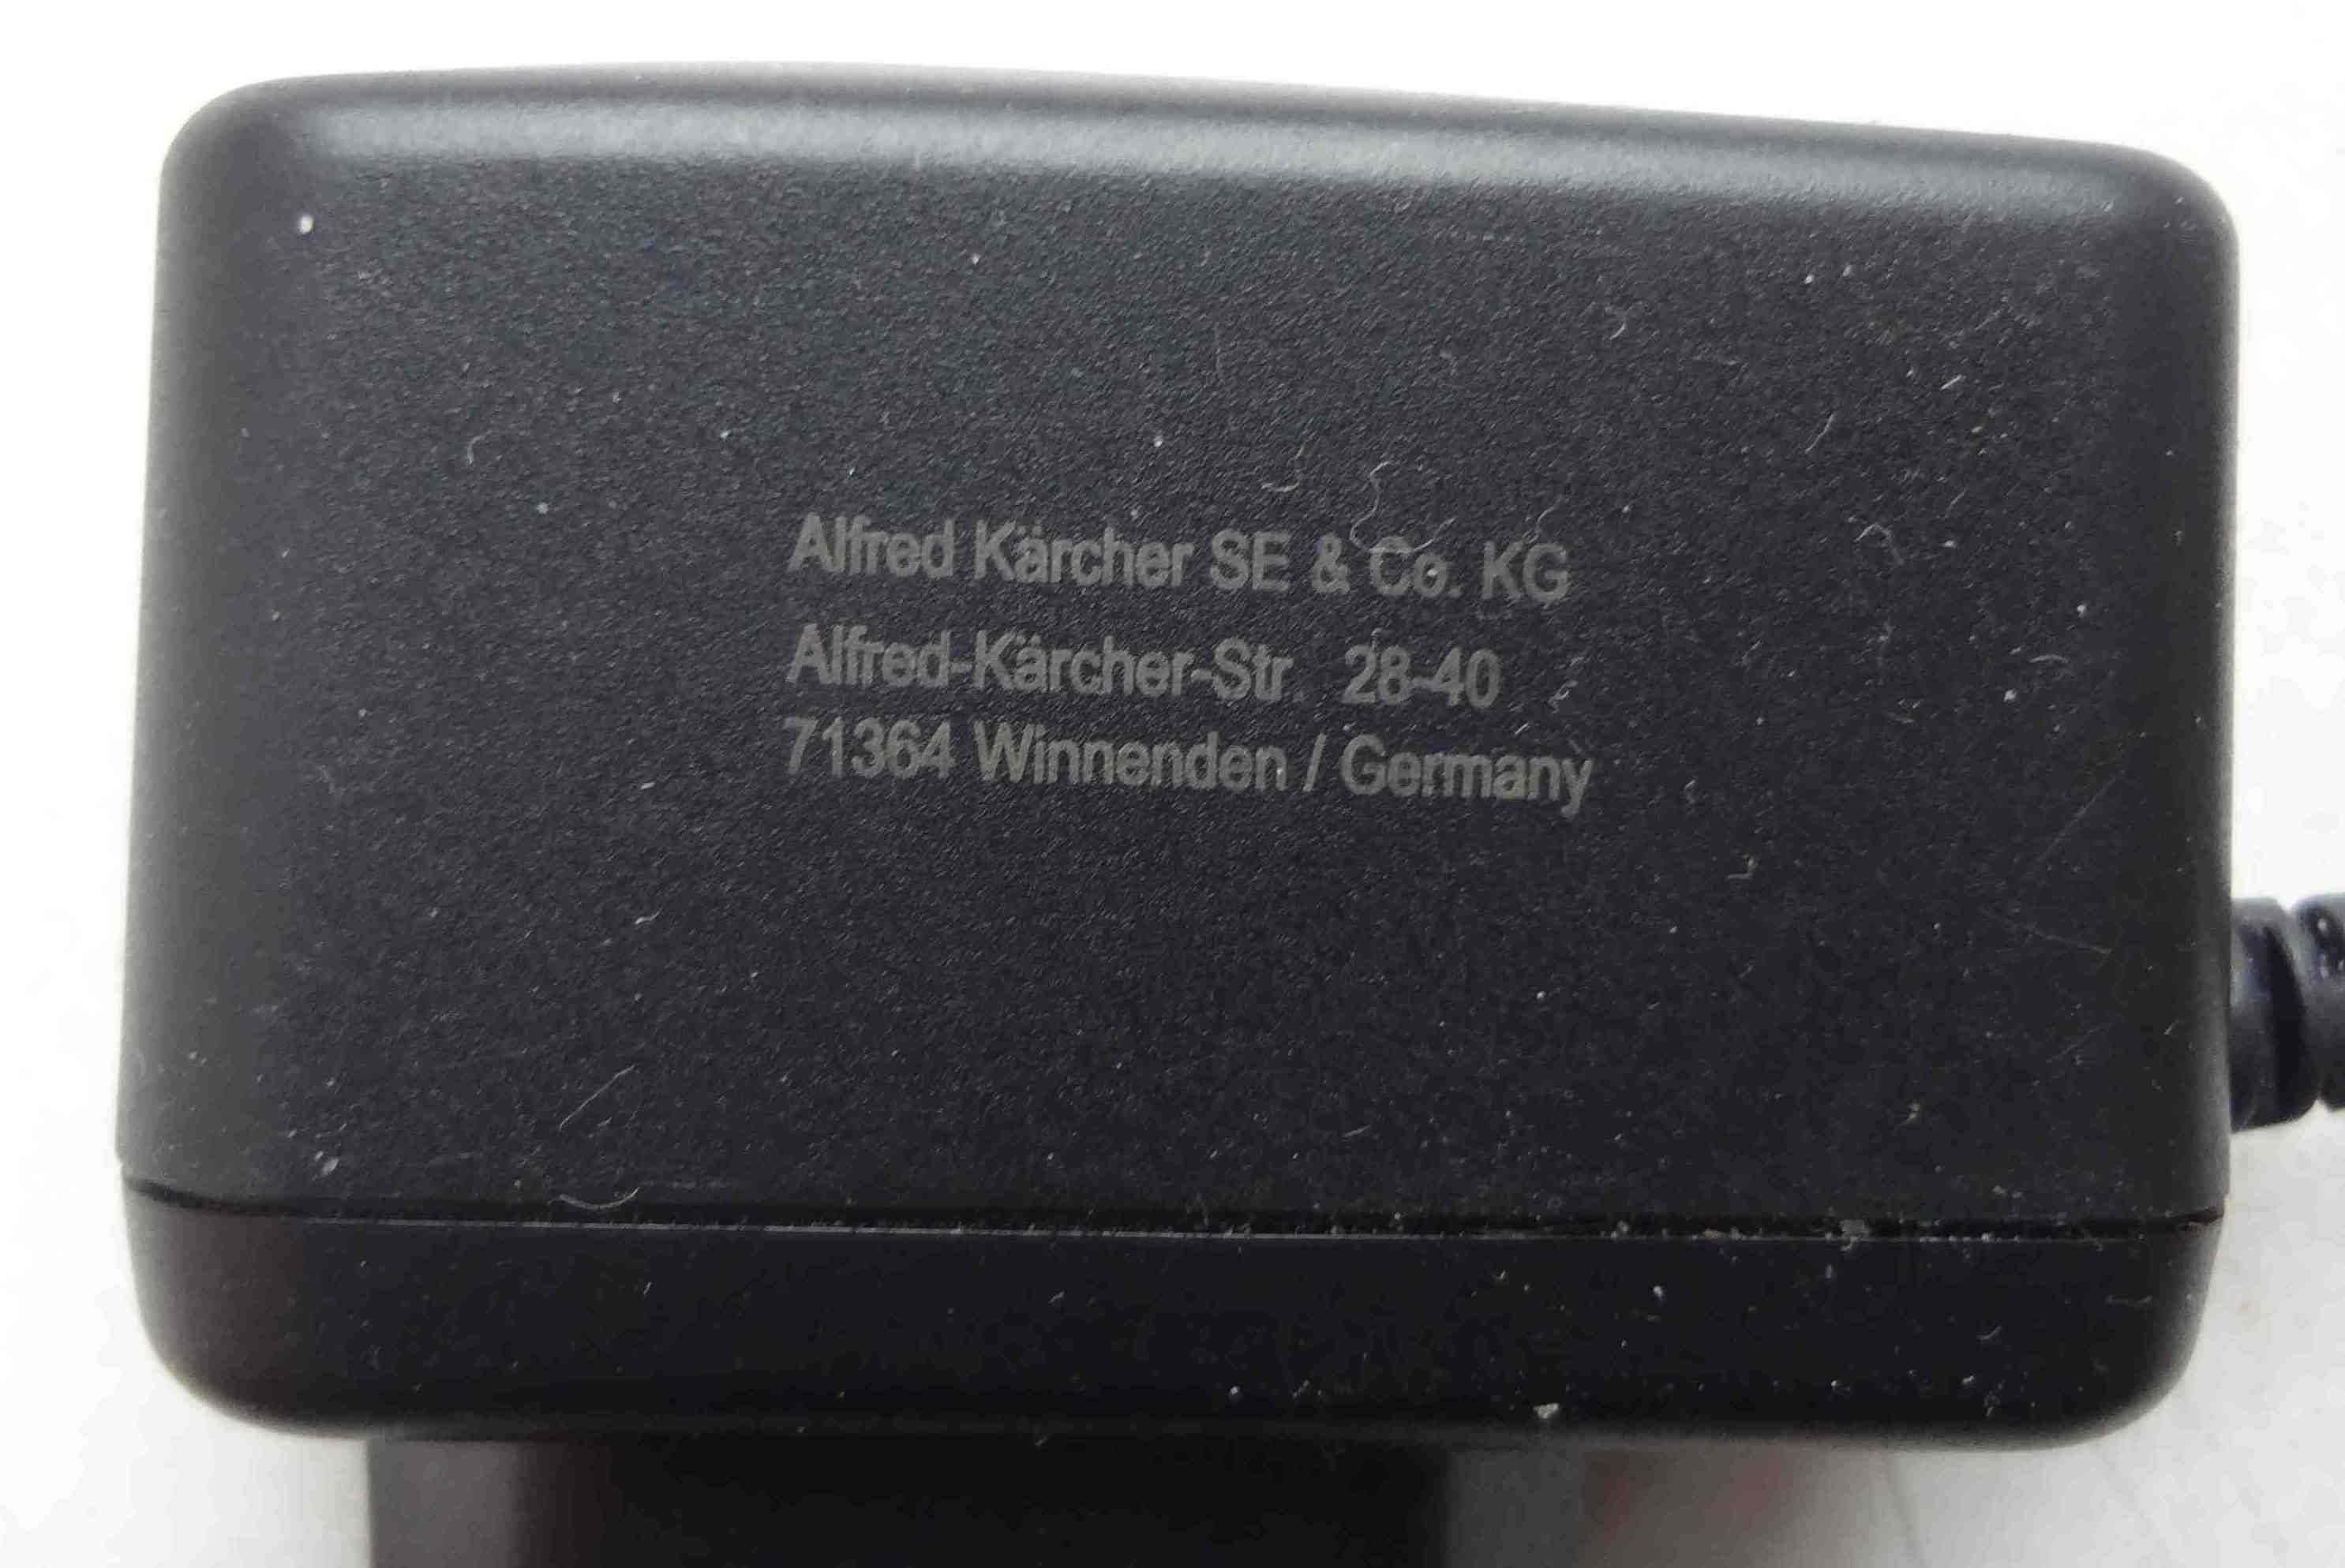 Alfred Kärcher SE & Co. KG
Alfred-Kärcher-Str. 28-40
71364 Winnenden / Germany